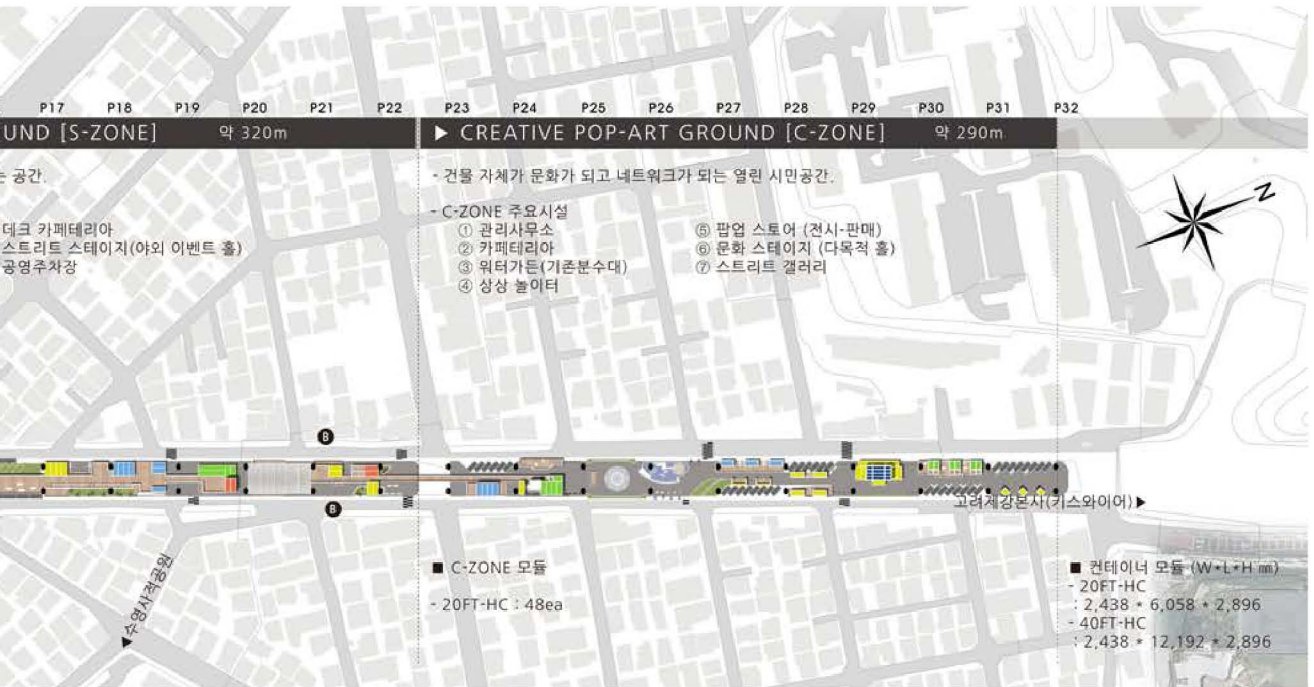 P17 P18 P19 P20 P21 P22 P23 P24 P25 P26 P27 P28 P29 P30 P31 P32
UND [S-ZONE] 약 320m
▶ CREATIVE POP-ART GROUND [C-ZONE] 약 290m
는 공간.
데크 카페테리아
스트리트 스테이지(야외 이벤트 홀)
공영주차장
- 건물 자체가 문화가 되고 네트워크가 되는 열린 시민공간.
- C-ZONE 주요시설
① 관리사무소
② 카페테리아
③ 워터가든(기존분수대)
④ 상상 놀이터
⑤ 팝업 스토어 (전시·판매)
⑥ 문화 스테이지 (다목적 홀)
⑦ 스트리트 갤러리
N
B
B
고려제강본사(키스와이어)▶
▶수영사적공원
■ C-ZONE 모듈
- 20FT-HC : 48ea
■ 컨테이너 모듈 (W*L*H ㎜)
- 20FT-HC
: 2,438 * 6,058 * 2,896
- 40FT-HC
: 2,438 * 12,192 * 2,896